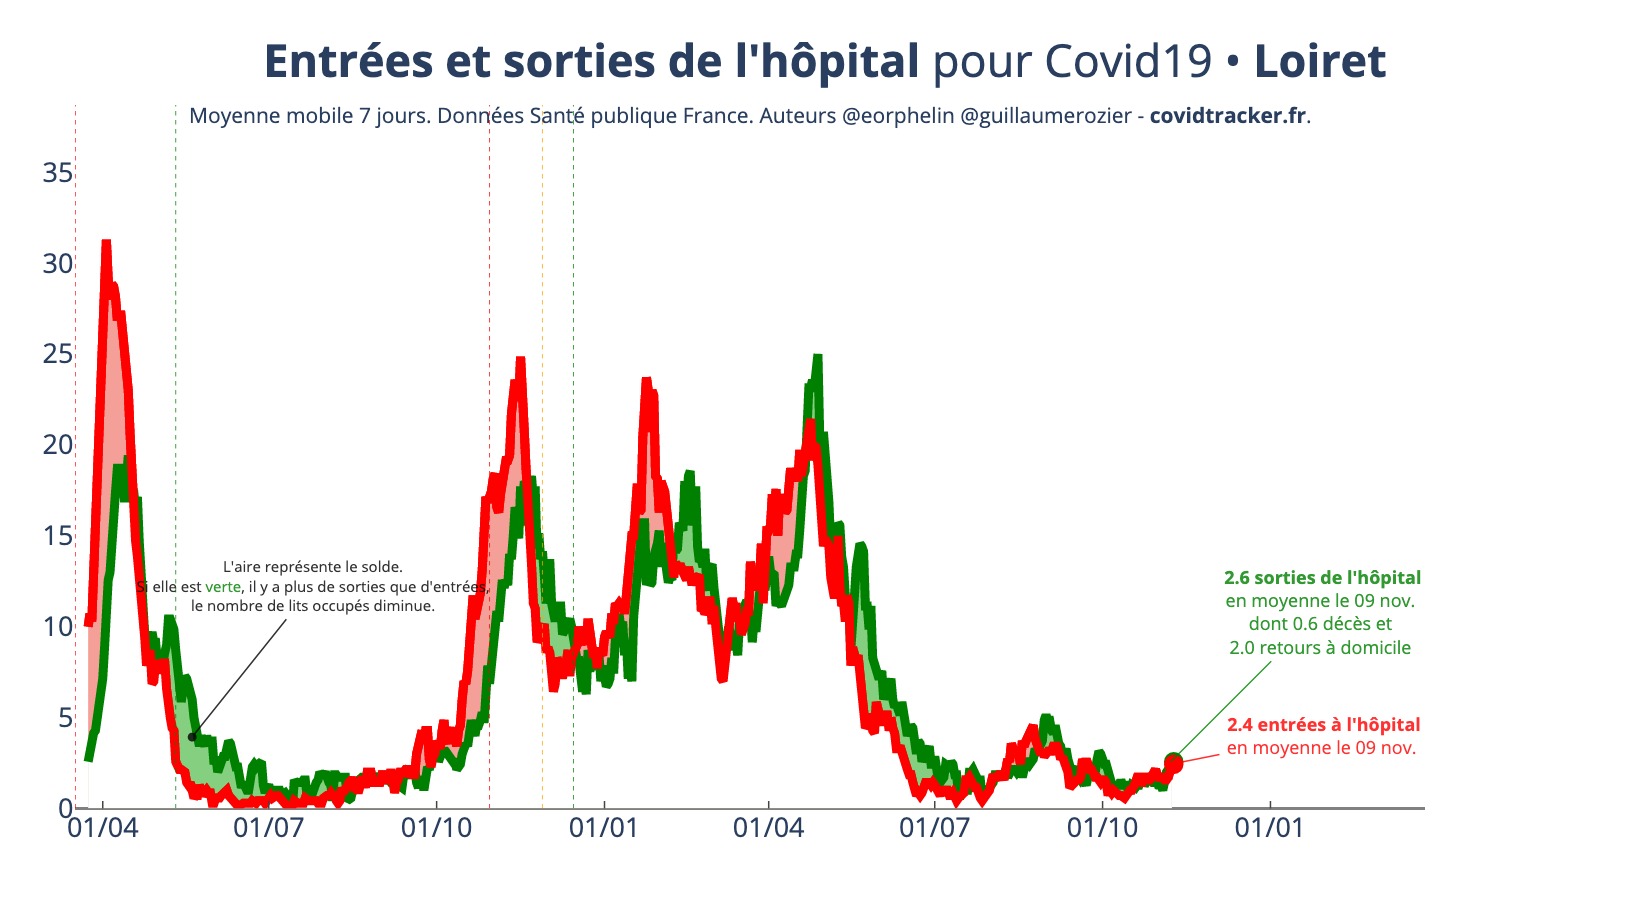 Entrées et sorties de l'hôpital pour Covid19 • Loiret
Moyenne mobile 7 jours. Données Santé publique France. Auteurs @eorphelin @guillaumerozier - covidtracker.fr.
35
30
25
20
15
10
5
0
L'aire représente le solde.
Si elle est verte, il y a plus de sorties que d'entrées,
le nombre de lits occupés diminue.
2.6 sorties de l'hôpital
en moyenne le 09 nov.
dont 0.6 décès et
2.0 retours à domicile
2.4 entrées à l'hôpital
en moyenne le 09 nov.
01/04 01/07 01/10 01/01 01/04 01/07 01/10 01/01